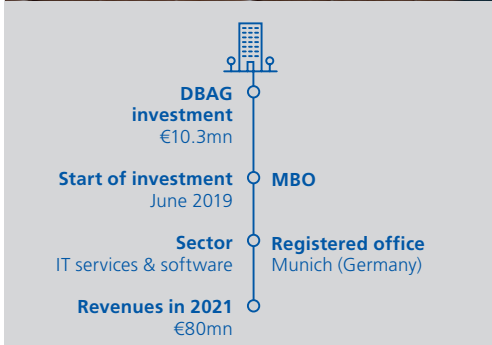 DBAG
investment
€10.3mn
Start of investment
June 2019
MBO
Sector
IT services & software
Registered office
Munich (Germany)
Revenues in 2021
€80mn